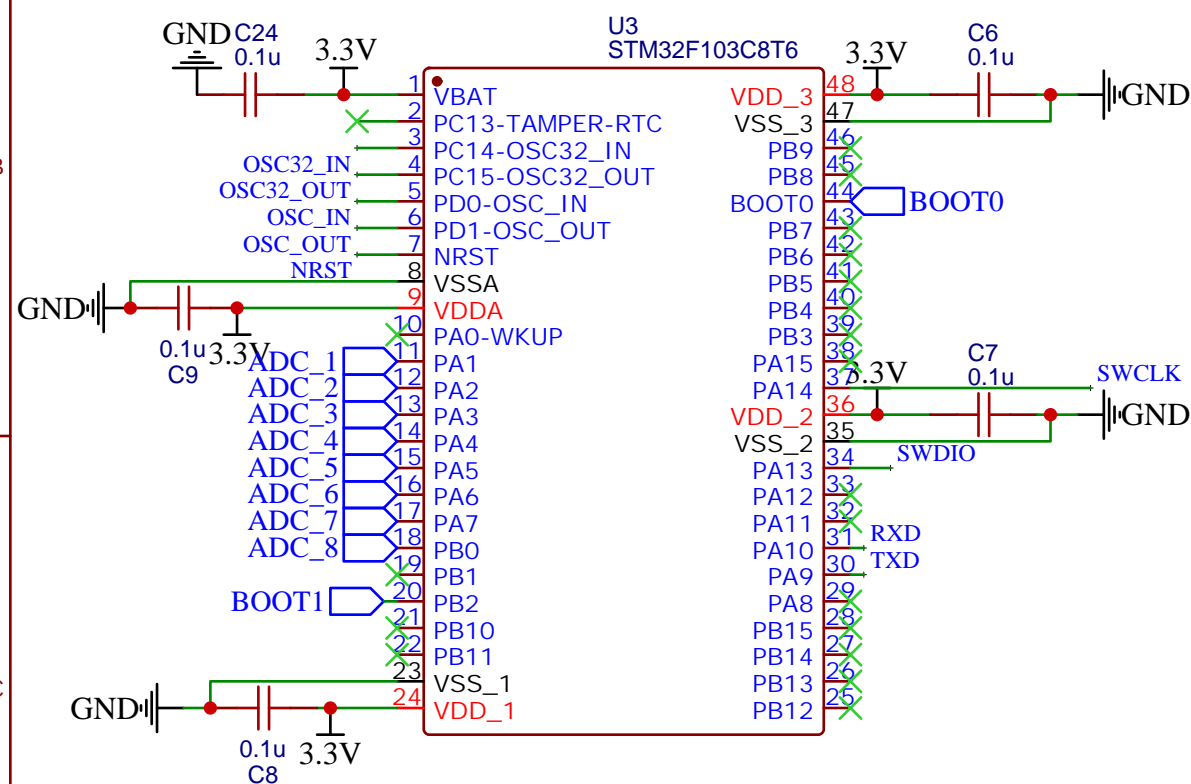 U3
STM32F103C8T6
GND
C24
0.1u
3.3V
1
VBAT
2
PC13-TAMPER-RTC
3
PC14-OSC32_IN
OSC32_IN
4
PC15-OSC32_OUT
OSC32_OUT
5
PD0-OSC_IN
OSC_IN
6
PD1-OSC_OUT
OSC_OUT
7
NRST
NRST
8
VSSA
GND
9
VDDA
0.1u
C9
3.3V
10
PA0-WKUP
ADC_1
11
PA1
ADC_2
12
PA2
ADC_3
13
PA3
ADC_4
14
PA4
ADC_5
15
PA5
ADC_6
16
PA6
ADC_7
17
PA7
ADC_8
18
PB0
19
PB1
BOOT1
20
PB2
21
PB10
22
PB11
23
VSS_1
GND
24
VDD_1
0.1u
C8
3.3V
3.3V
C6
0.1u
VDD_3
48
GND
VSS_3
47
PB9
46
PB8
45
BOOT0
44
BOOT0
PB7
43
PB6
42
PB5
41
PB4
40
PB3
39
PA15
38
PA14
37
SWCLK
3.3V
C7
0.1u
VDD_2
36
GND
VSS_2
35
PA13
34
SWDIO
PA12
33
PA11
32
PA10
31
RXD
PA9
30
TXD
PA8
29
PB15
28
PB14
27
PB13
26
PB12
25